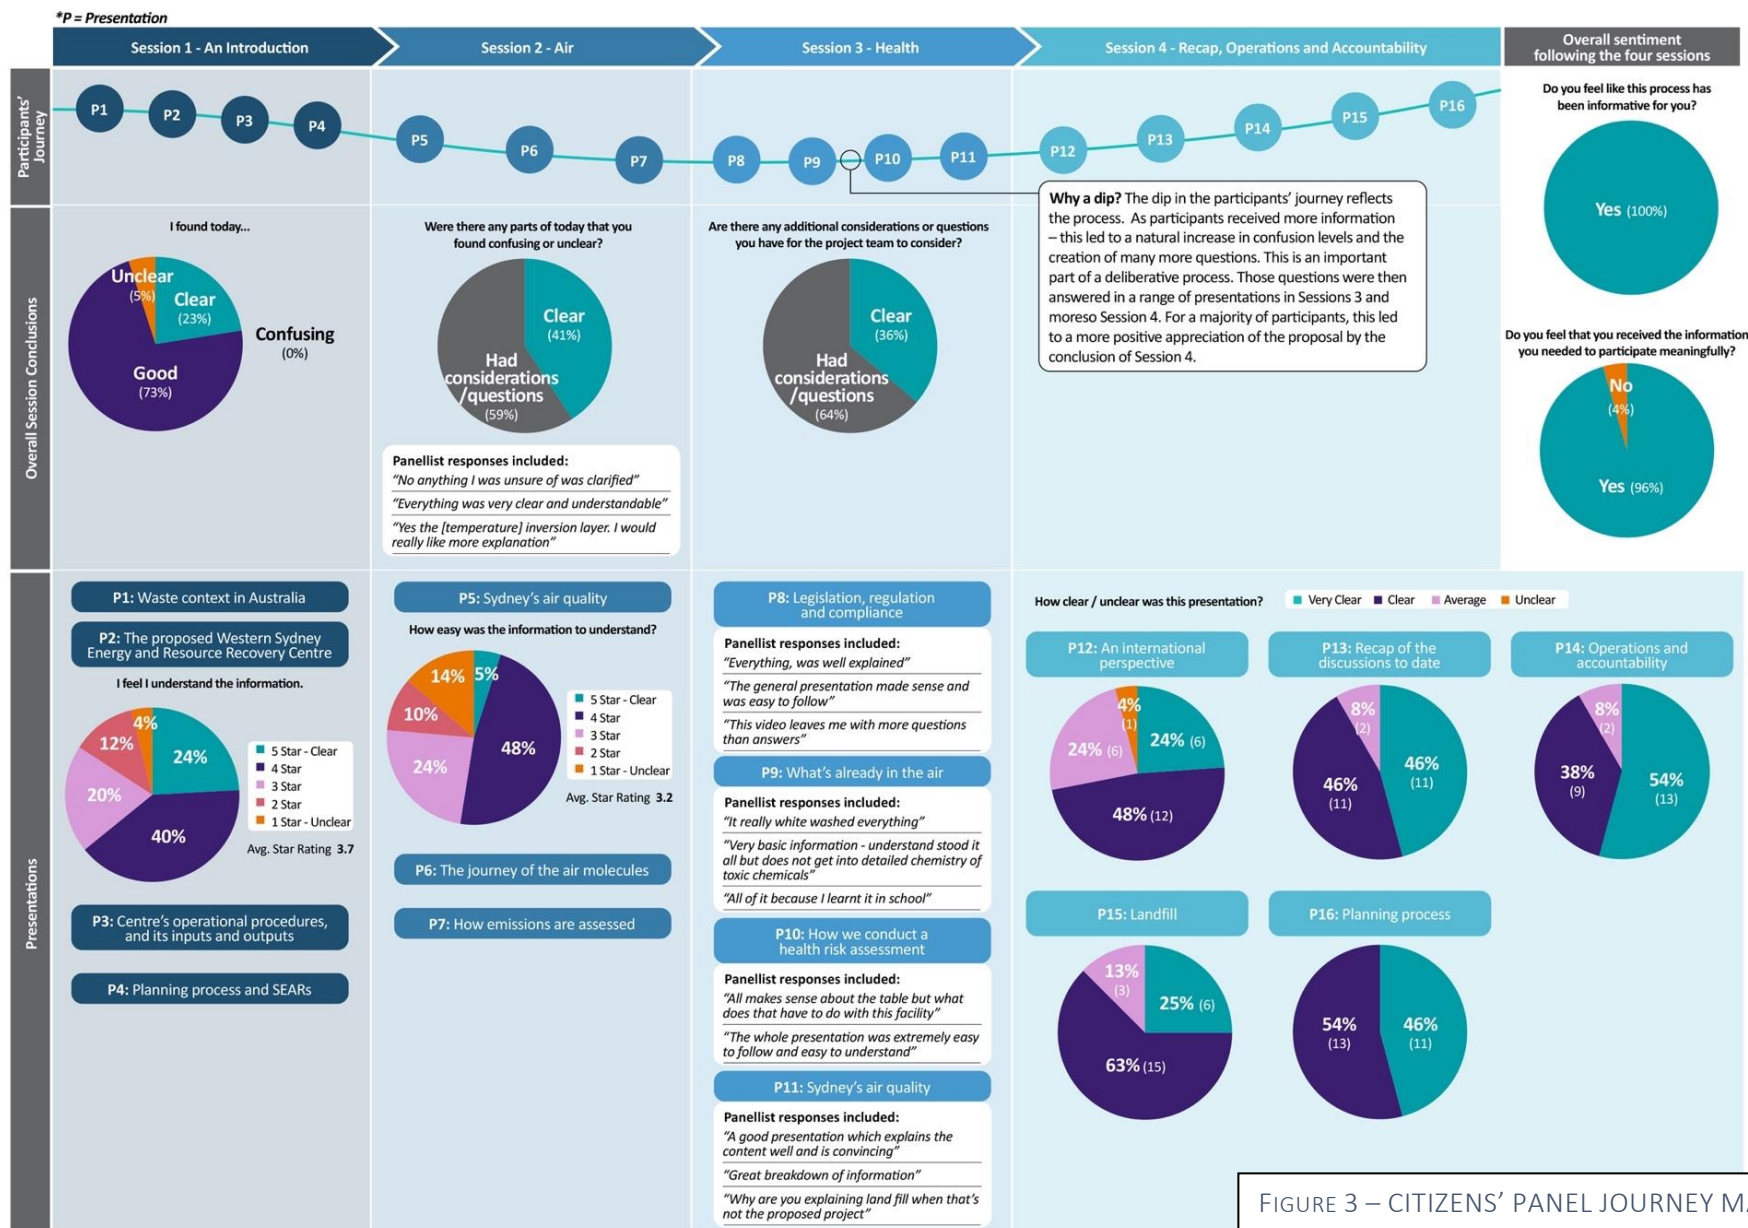 *P = Presentation
Session 1 - An Introduction
Session 2 - Air
Session 3 - Health
Session 4 - Recap, Operations and Accountability
Overall sentiment
following the four sessions
Participants'
Journey
P1
P2
P3
P4
P5
P6
P7
P8
P9
P10
P11
P12
P13
P14
P15
P16
Why a dip? The dip in the participants' journey reflects
the process. As participants received more information
– this led to a natural increase in confusion levels and the
creation of many more questions. This is an important
part of a deliberative process. Those questions were then
answered in a range of presentations in Sessions 3 and
moreso Session 4. For a majority of participants, this led
to a more positive appreciation of the proposal by the
conclusion of Session 4.
Do you feel like this process has
been informative for you?
Yes (100%)
Do you feel that you received the information
you needed to participate meaningfully?
No
(4%)
Yes (96%)
Overall Session Conclusions
I found today...
Unclear
(5%)
Clear
(23%)
Confusing
(0%)
Good
(73%)
Were there any parts of today that you
found confusing or unclear?
Clear
(41%)
Had
considerations
/questions
(59%)
Panellist responses included:
"No anything I was unsure of was clarified"
"Everything was very clear and understandable"
"Yes the [temperature] inversion layer. I would
really like more explanation"
Are there any additional considerations or questions
you have for the project team to consider?
Clear
(36%)
Had
considerations
/questions
(64%)
Presentations
P1: Waste context in Australia
P2: The proposed Western Sydney
Energy and Resource Recovery Centre
I feel I understand the information.
4%
12%
24%
20%
40%
5 Star - Clear
4 Star
3 Star
2 Star
1 Star - Unclear
Avg. Star Rating 3.7
P3: Centre's operational procedures,
and its inputs and outputs
P4: Planning process and SEARs
P5: Sydney's air quality
How easy was the information to understand?
14%
5%
10%
48%
24%
5 Star - Clear
4 Star
3 Star
2 Star
1 Star - Unclear
Avg. Star Rating 3.2
P6: The journey of the air molecules
P7: How emissions are assessed
P8: Legislation, regulation
and compliance
Panellist responses included:
"Everything, was well explained"
"The general presentation made sense and
was easy to follow"
"This video leaves me with more questions
than answers"
P9: What's already in the air
Panellist responses included:
"It really white washed everything"
"Very basic information - understand stood it
all but does not get into detailed chemistry of
toxic chemicals"
"All of it because I learnt it in school"
P10: How we conduct a
health risk assessment
Panellist responses included:
"All makes sense about the table but what
does that have to do with this facility"
"The whole presentation was extremely easy
to follow and easy to understand"
P11: Sydney's air quality
Panellist responses included:
"A good presentation which explains the
content well and is convincing"
"Great breakdown of information"
"Why are you explaining land fill when that's
not the proposed project"
How clear / unclear was this presentation?
Very Clear
Clear
Average
Unclear
P12: An international
perspective
4%
(1)
24% (6)
24% (6)
48% (12)
P13: Recap of the
discussions to date
8%
(2)
46%
(11)
46%
(11)
P14: Operations and
accountability
8%
(2)
38%
(9)
54%
(13)
P15: Landfill
13%
(3)
25% (6)
63% (15)
P16: Planning process
54%
(13)
46%
(11)
FIGURE 3 – CITIZENS' PANEL JOURNEY